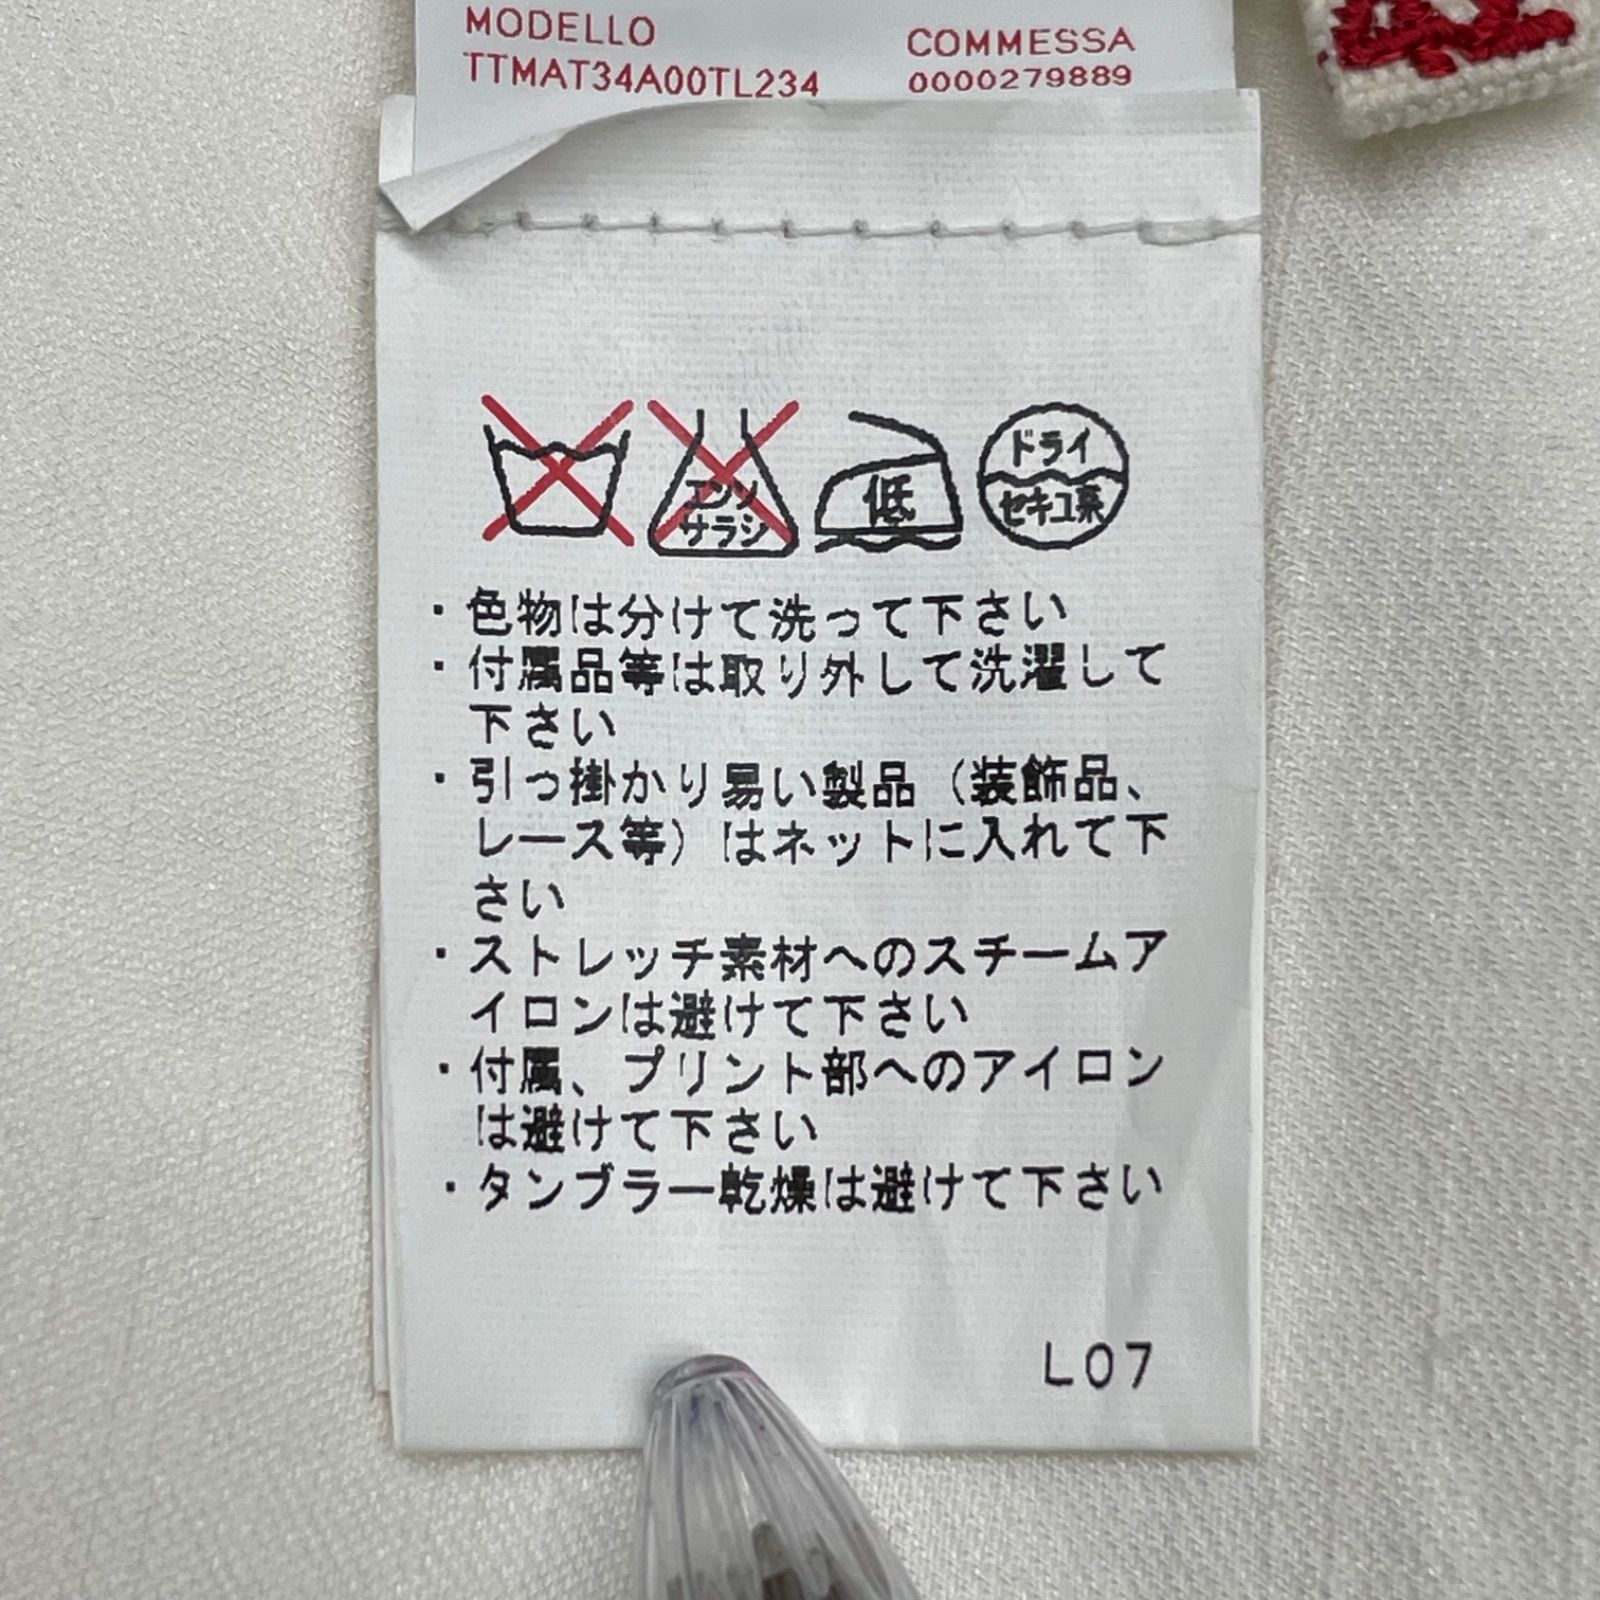 MODELLO
TTMAT34A00TL234
COMMESSA
0000279889
エンソ
サラシ
低
ドライ
セキユ系
・色物は分けて洗って下さい
・付属品等は取り外して洗濯して
下さい
・引っ掛かり易い製品（装飾品、
レース等）はネットに入れて下
さい
・ストレッチ素材へのスチームア
イロンは避けて下さい
・付属、プリント部へのアイロン
は避けて下さい
・タンブラー乾燥は避けて下さい
L07